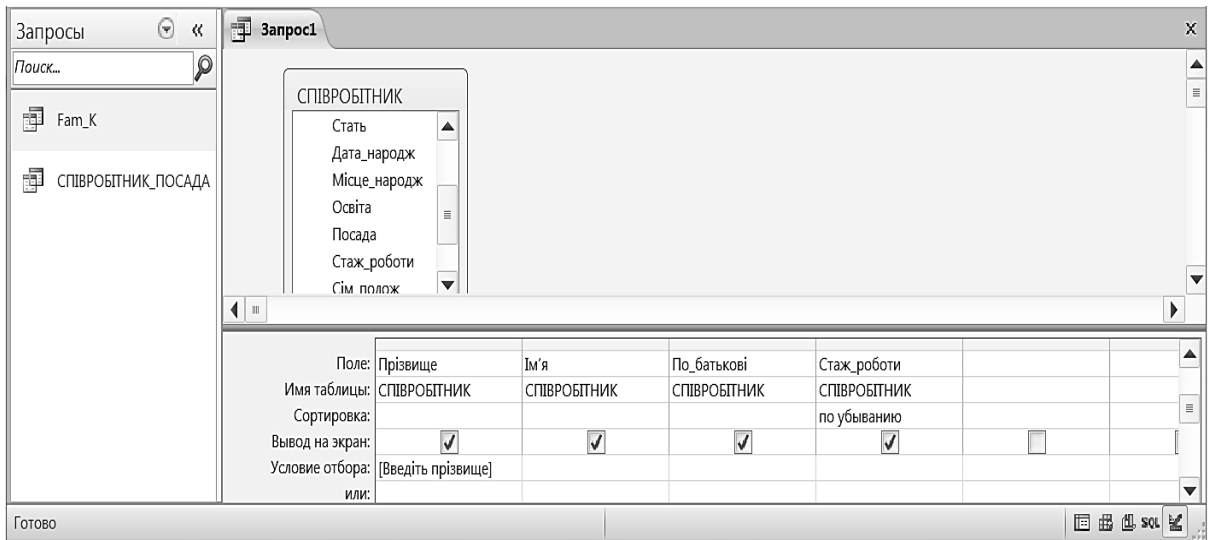 Запросы
Поиск...
Fam_K
СПІВРОБІТНИК_ПОСАДА
Запрос1
СПІВРОБІТНИК
Стать
Дата_народж
Місце_народж
Освіта
Посада
Стаж_роботи
Сім_полож
Поле: Прізвище Ім'я По_батькові Стаж_роботи
Имя таблицы: СПІВРОБІТНИК СПІВРОБІТНИК СПІВРОБІТНИК СПІВРОБІТНИК
Сортировка: по убыванию
Вывод на экран:
Условие отбора: [Введіть прізвище]
или:
Готово
SQL